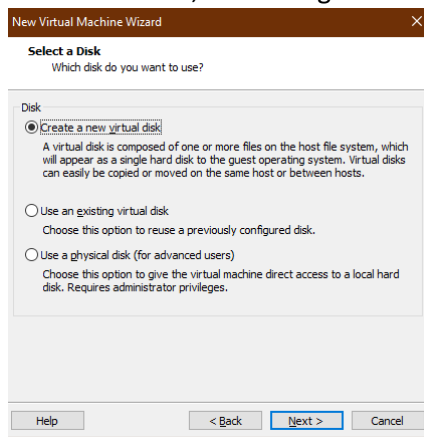 New Virtual Machine Wizard
Select a Disk
Which disk do you want to use?
Disk
Create a new virtual disk
A virtual disk is composed of one or more files on the host file system, which
will appear as a single hard disk to the guest operating system. Virtual disks
can easily be copied or moved on the same host or between hosts.
Use an existing virtual disk
Choose this option to reuse a previously configured disk.
Use a physical disk (for advanced users)
Choose this option to give the virtual machine direct access to a local hard
disk. Requires administrator privileges.
Help
< Back
Next >
Cancel